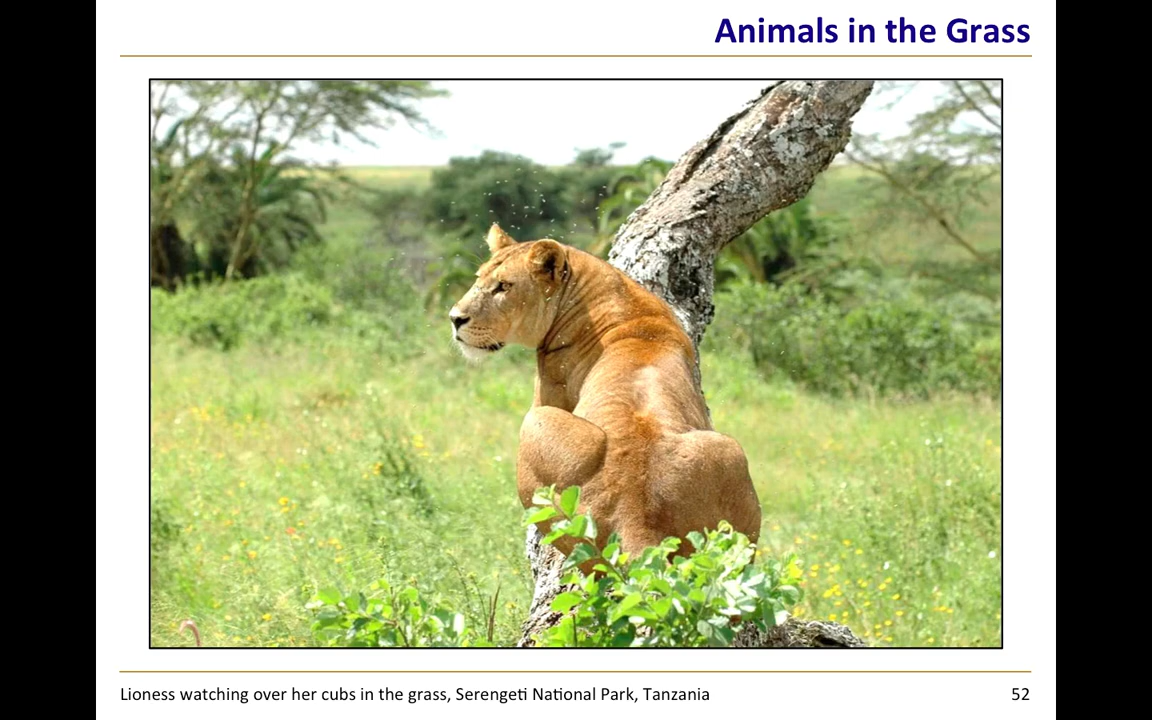 Animals in the Grass
Lioness watching over her cubs in the grass, Serengeti National Park, Tanzania
52